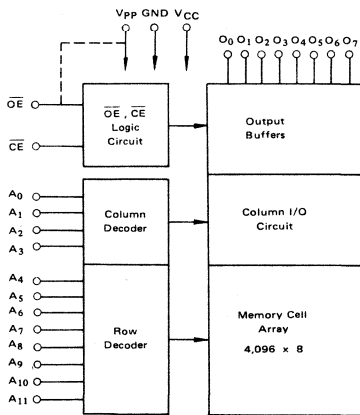 VPP GND VCC
O0 O1 O2 O3 O4 O5 O6 O7
OE
CE
OE , CE
Logic
Circuit
Output
Buffers
A0
A1
A2
A3
Column
Decoder
Column I/O
Circuit
A4
A5
A6
A7
A8
A9
A10
A11
Row
Decoder
Memory Cell
Array
4,096 × 8